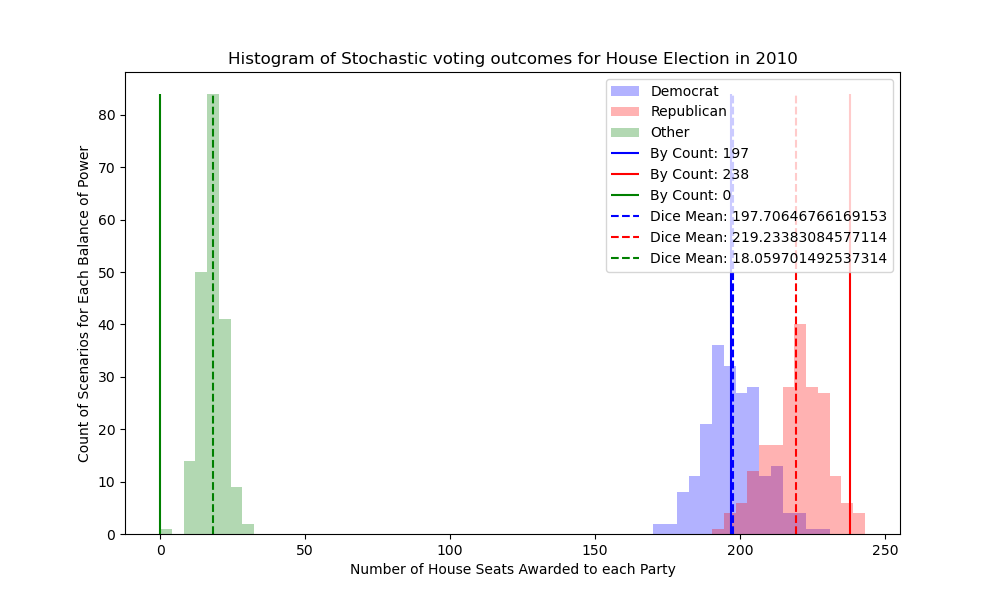 Histogram of Stochastic voting outcomes for House Election in 2010
Count of Scenarios for Each Balance of Power
80
70
60
50
40
30
20
10
0
Democrat
Republican
Other
By Count: 197
By Count: 238
By Count: 0
Dice Mean: 197.70646766169153
Dice Mean: 219.23383084577114
Dice Mean: 18.059701492537314
0 50 100 150 200 250
Number of House Seats Awarded to each Party